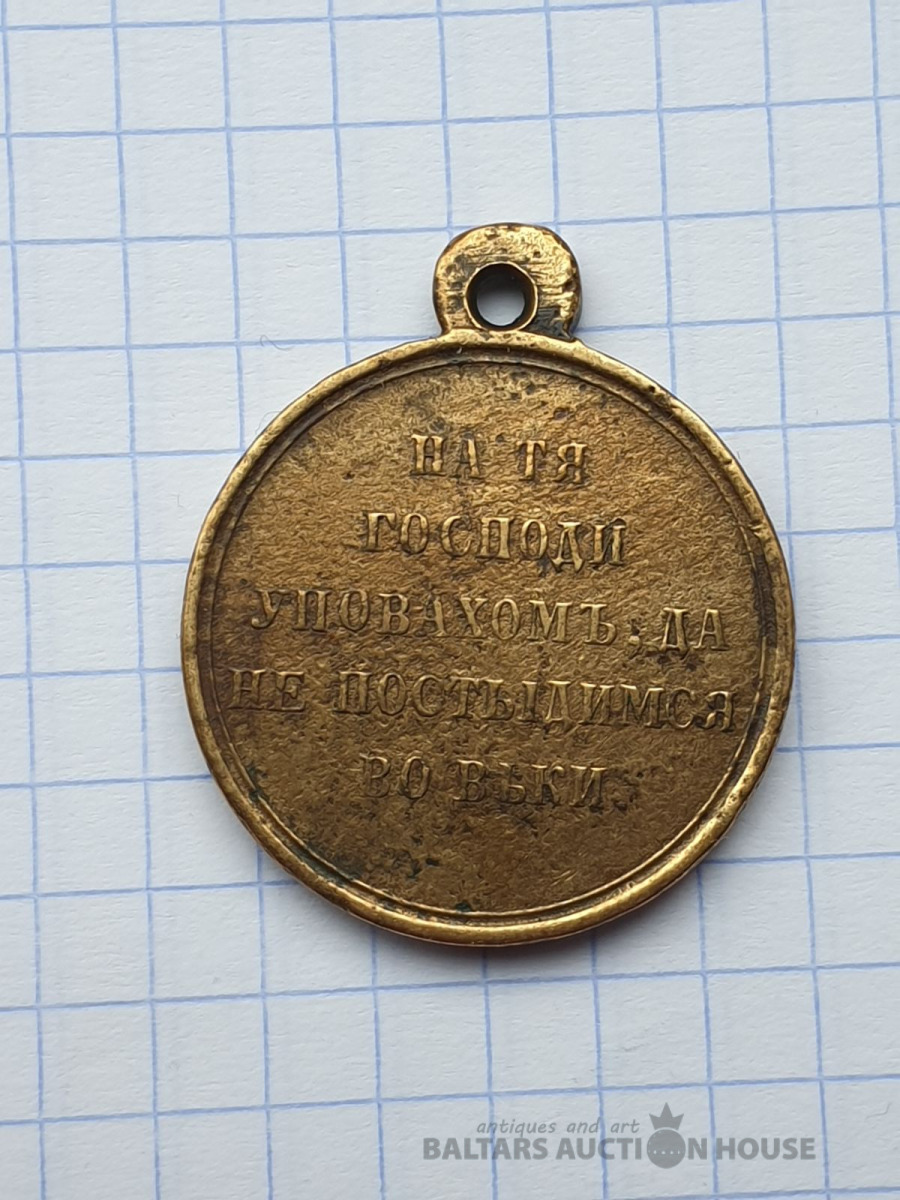 НА ТЯ
ГОСПОДИ
УПОВАХОМЪ, ДА
НЕ ПОСТЫДИМСЯ
ВО ВѢКИ.
antiques and art
BALTARS AUCTION HOUSE